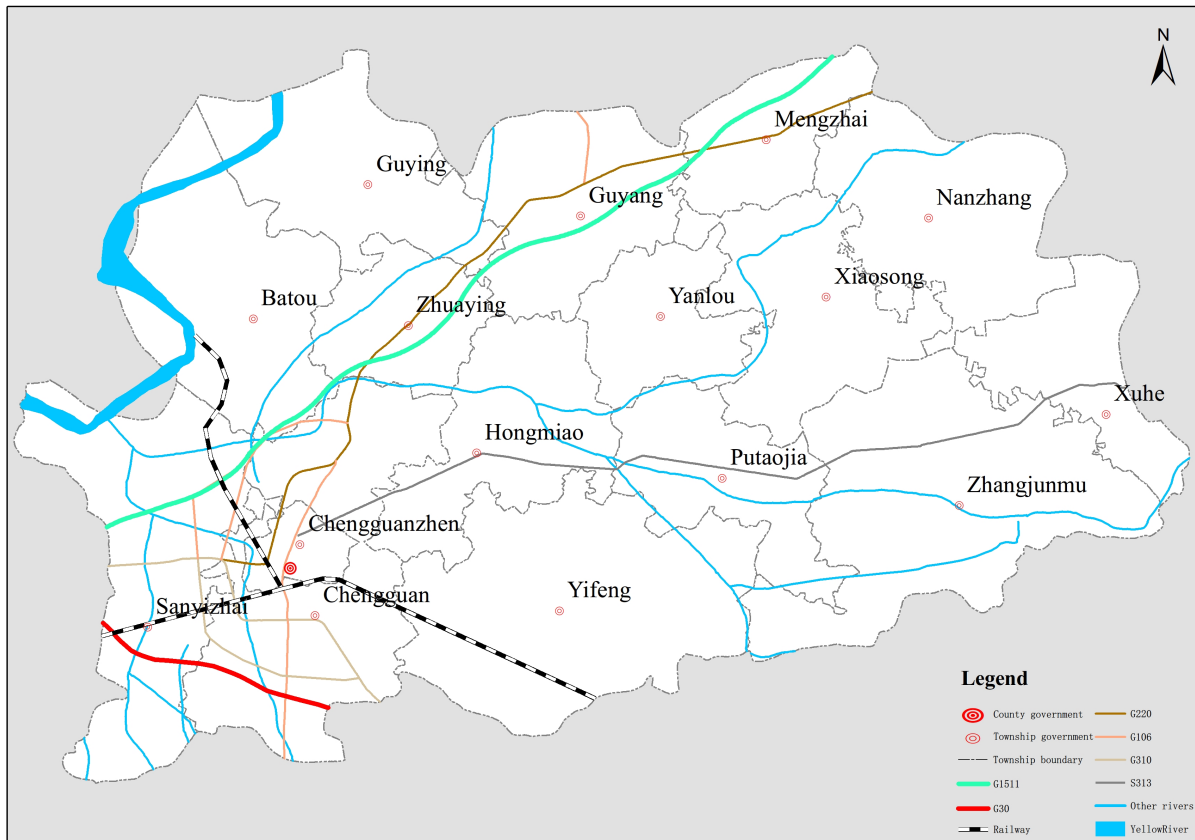 N
Mengzhai
Guying
Guyang
Nanzhang
Xiaosong
Batou
Zhuaying
Yanlou
Xuhe
Hongmiao
Putaojia
Zhangjunmu
Chengguanzhen
Sanyizhai
Chengguan
Yifeng
Legend
County government
G220
Township government
G106
Township boundary
G310
G1511
S313
G30
Other rivers
Railway
YellowRiver